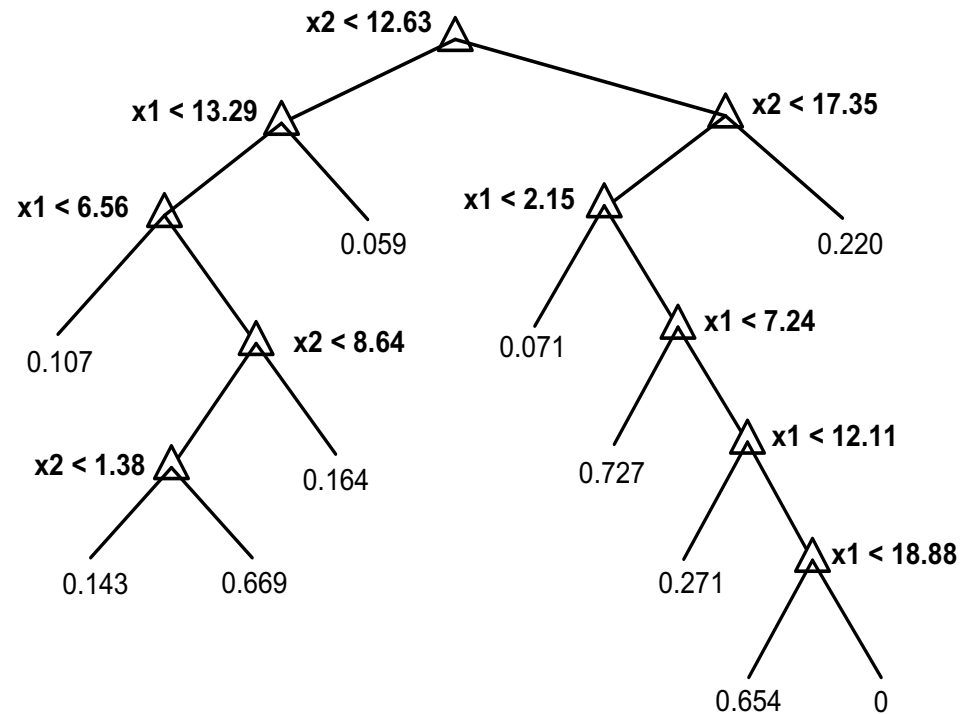 x2 < 12.63
x1 < 13.29
x2 < 17.35
x1 < 6.56
x1 < 2.15
0.059
0.220
x1 < 7.24
0.107
x2 < 8.64
0.071
x1 < 12.11
x2 < 1.38
0.164
0.727
x1 < 18.88
0.143
0.669
0.271
0.654
0